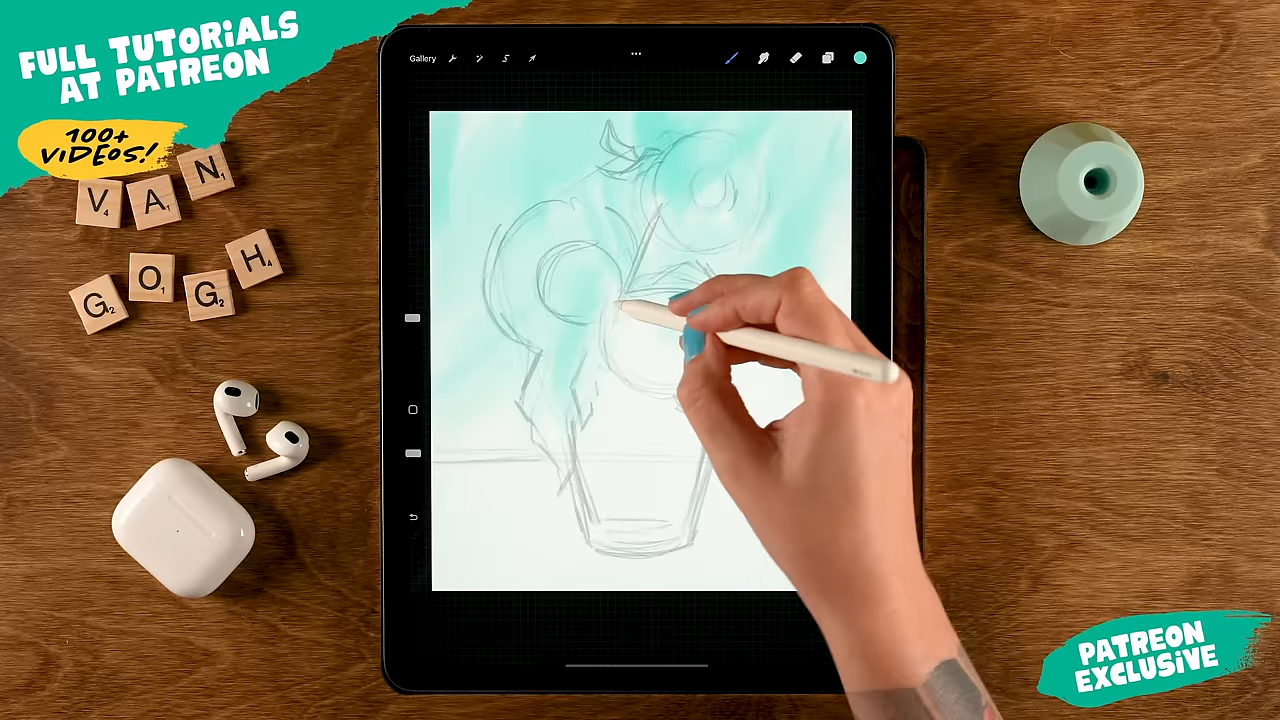 FULL TUTORiALS
AT PATREON
100+
ViDEOS!
VAN
GOGH
Gallery
PATREON
EXCLUSiVE